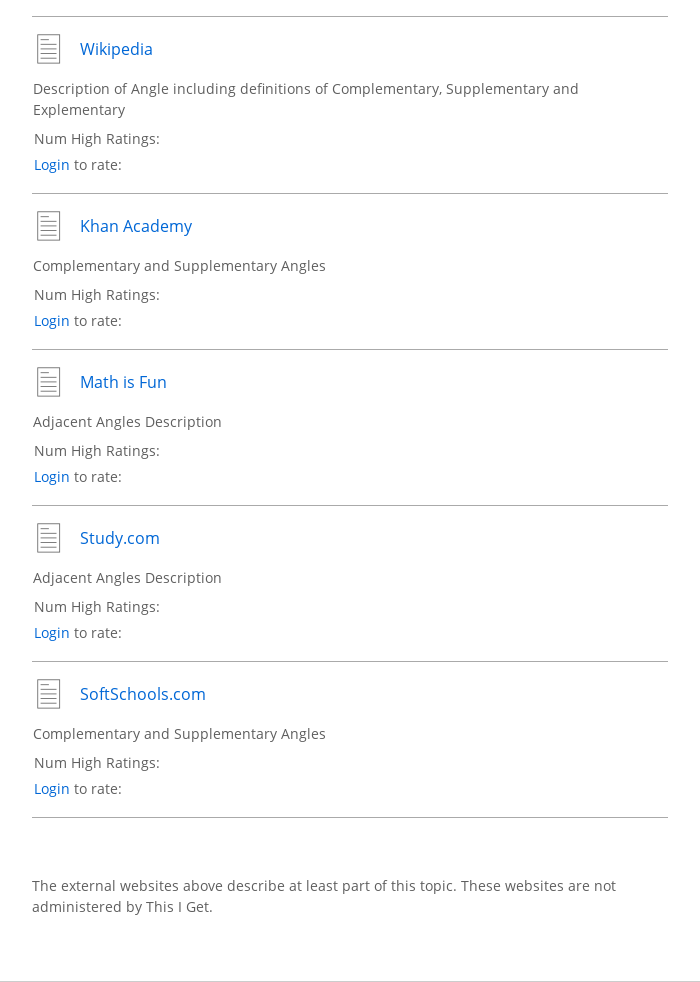 Wikipedia
Description of Angle including definitions of Complementary, Supplementary and
Explementary
Num High Ratings:
Login to rate:
Khan Academy
Complementary and Supplementary Angles
Num High Ratings:
Login to rate:
Math is Fun
Adjacent Angles Description
Num High Ratings:
Login to rate:
Study.com
Adjacent Angles Description
Num High Ratings:
Login to rate:
SoftSchools.com
Complementary and Supplementary Angles
Num High Ratings:
Login to rate:
The external websites above describe at least part of this topic. These websites are not
administered by This I Get.